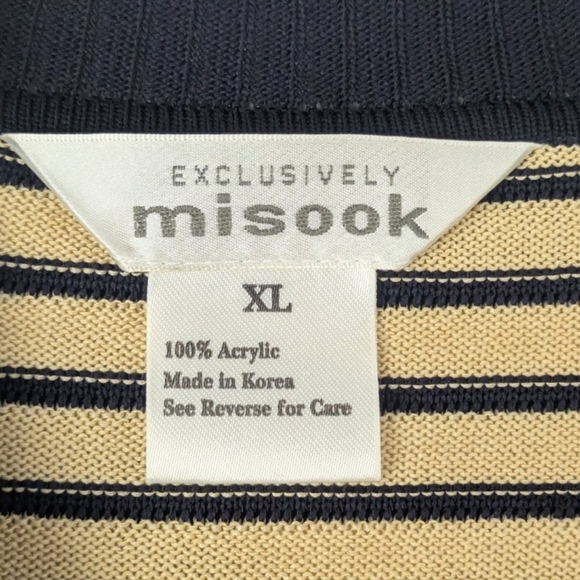 EXCLUSIVELY
misook
XL
100% Acrylic
Made in Korea
See Reverse for Care